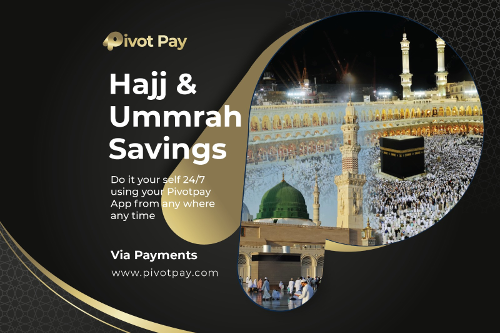 Pivot Pay
Hajj &
Ummrah
Savings
Do it your self 24/7
using your Pivotpay
App from any where
any time
Via Payments
www.pivotpay.com